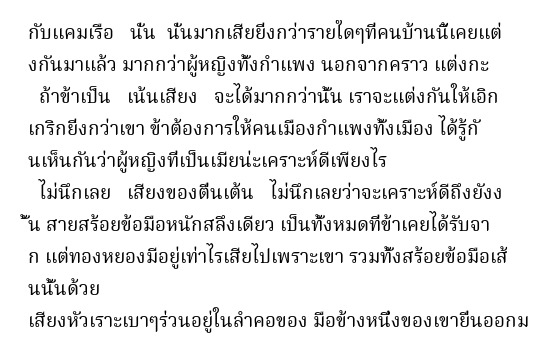 กับแคมเรือ   นั่น  นั่นมากเสียยิ่งกว่ารายใดๆที่คนบ้านนี้เคยแต่
งกันมาแล้ว มากกว่าผู้หญิงทั้งกำแพง นอกจากคราว แต่งกะ
ถ้าข้าเป็น   เน้นเสียง   จะได้มากกว่านั้น เราจะแต่งกันให้เอิก
เกริกยิ่งกว่าเขา ข้าต้องการให้คนเมืองกำแพงทั้งเมือง ได้รู้กั
นเห็นกันว่าผู้หญิงที่เป็นเมียน่ะเคราะห์ดีเพียงไร
ไม่นึกเลย   เสียงของตื่นเต้น   ไม่นึกเลยว่าจะเคราะห์ดีถึงยังง
ั้น สายสร้อยข้อมือหนักสลึงเดียว เป็นทั้งหมดที่ข้าเคยได้รับจา
ก แต่ทองหยองมีอยู่เท่าไรเสียไปเพราะเขา รวมทั้งสร้อยข้อมือเส้
นนั้นด้วย
เสียงหัวเราะเบาๆร่วนอยู่ในลำคอของ มือข้างหนึ่งของเขายื่นออกม